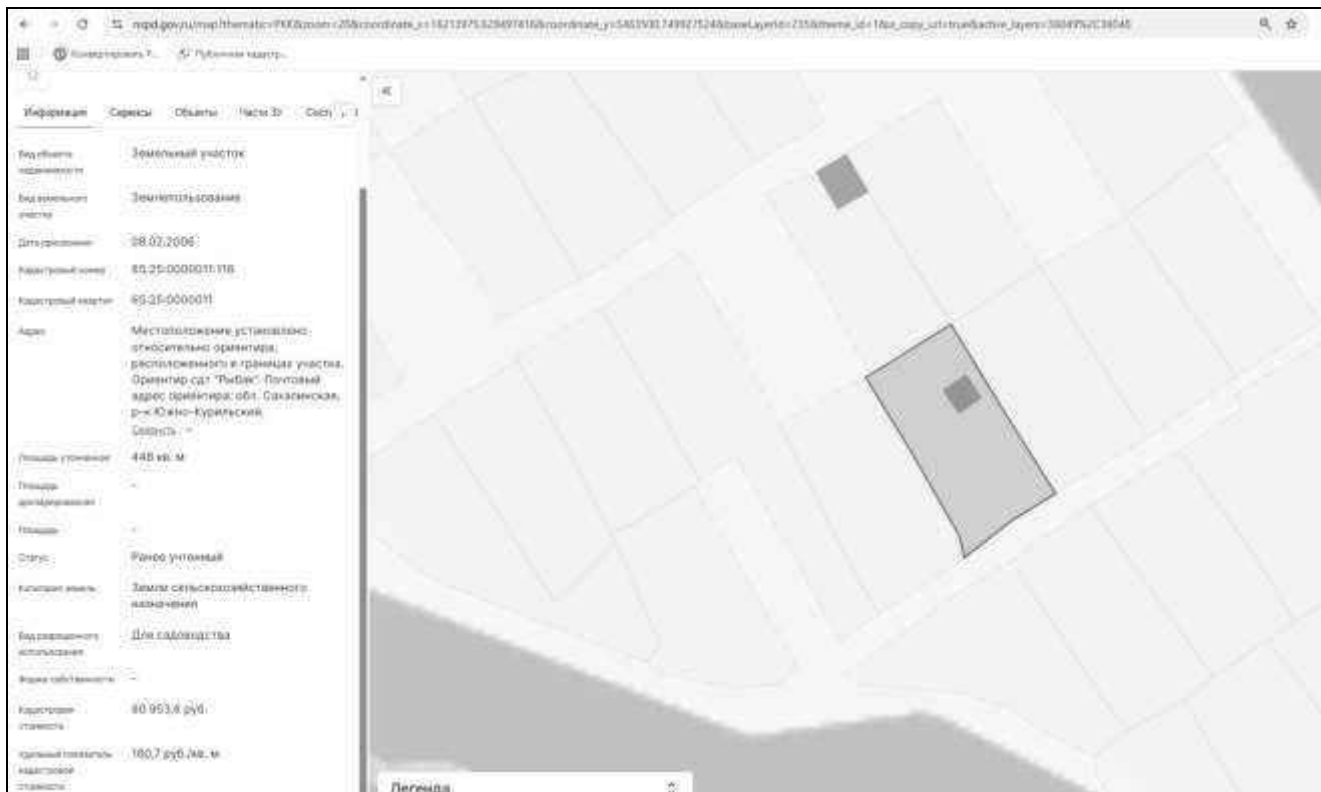 Информация Сервисы Объекты Части ЗУ
Вид объекта недвижимости Земельный участок
Вид земельного участка Землепользование
Дата присвоения 08.02.2006
Кадастровый номер 65:25:0000011:116
Кадастровый квартал 65:25:0000011
Адрес Местоположение установлено
относительно ориентира,
расположенного в границах участка.
Ориентир сдт "Рыбак". Почтовый
адрес ориентира: обл. Сахалинская,
р-н Южно-Курильский.
Свернуть
Площадь уточненная 448 кв. м
Площадь декларированная -
Площадь -
Статус Ранее учтенный
Категория земель Земли сельскохозяйственного
назначения
Вид разрешенного использования Для садоводства
Форма собственности -
Кадастровая стоимость 80 953,6 руб.
Удельный показатель кадастровой стоимости 180,7 руб./кв. м
Легенда